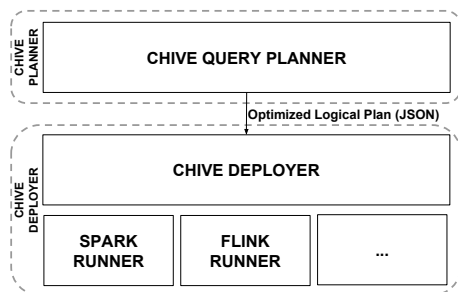 CHIVE
PLANNER
CHIVE QUERY PLANNER
Optimized Logical Plan (JSON)
CHIVE
DEPLOYER
CHIVE DEPLOYER
SPARK
RUNNER
FLINK
RUNNER
...